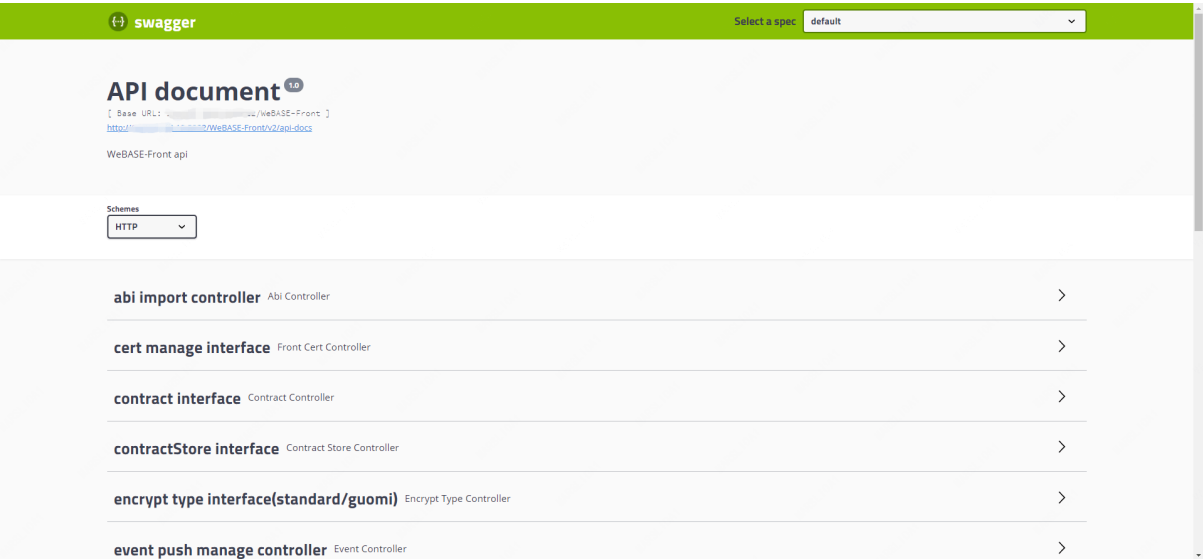 swagger
Select a spec default
API document 1.0
[ Base URL: /WeBASE-Front ]
http:/ /WeBASE-Front/v2/api-docs
WeBASE-Front api
Schemes
HTTP
abi import controller Abi Controller
cert manage interface Front Cert Controller
contract interface Contract Controller
contractStore interface Contract Store Controller
encrypt type interface(standard/guomi) Encrypt Type Controller
event push manage controller Event Controller